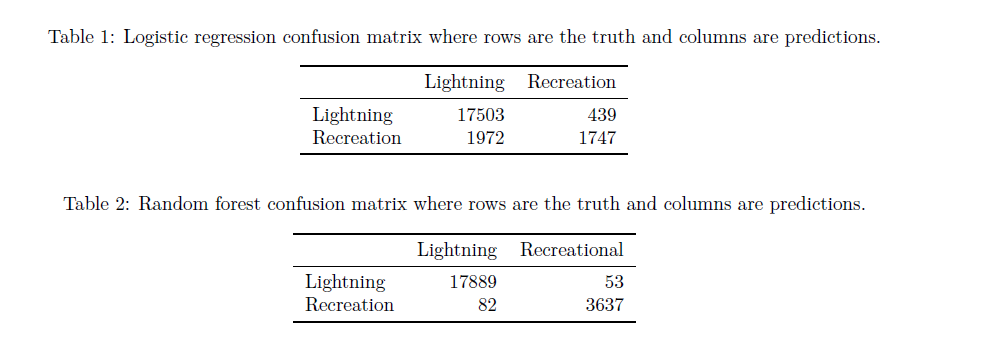 Table 1: Logistic regression confusion matrix where rows are the truth and columns are predictions.
Lightning Recreation
Lightning 17503 439
Recreation 1972 1747
Table 2: Random forest confusion matrix where rows are the truth and columns are predictions.
Lightning Recreational
Lightning 17889 53
Recreation 82 3637